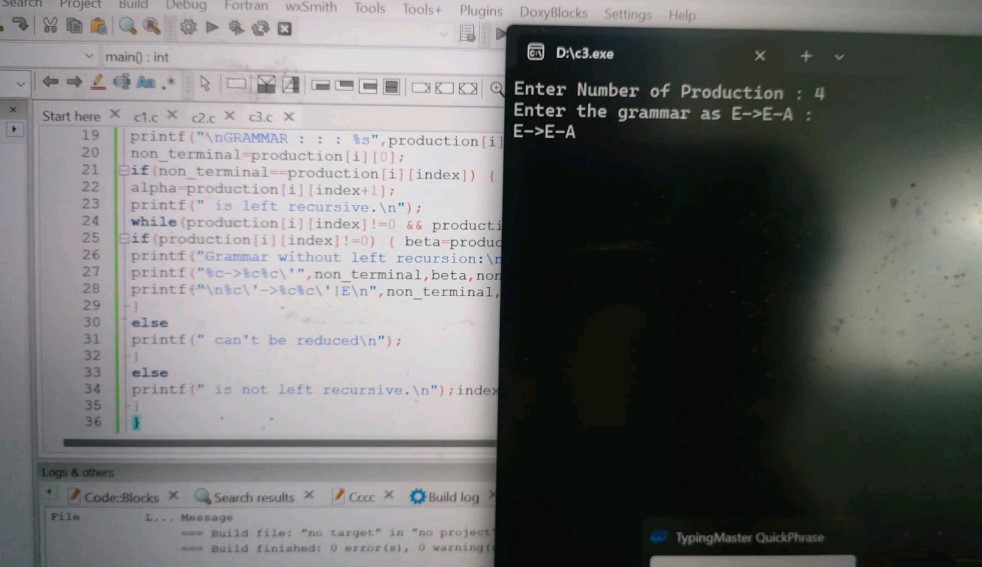 Search Project Build Debug Fortran wxSmith Tools Tools+ Plugins DoxyBlocks Settings Help
main() : int
Start here c1.c c2.c c3.c
19 printf("\nGRAMMAR : : : %s",production[i]
20 non_terminal=production[i][0];
21 if(non_terminal==production[i][index]) {
22 alpha=production[i][index+1];
23 printf(" is left recursive.\n");
24 while(production[i][index]!=0 && producti
25 if(production[i][index]!=0) { beta=produc
26 printf("Grammar without left recursion:\n
27 printf("%c->%c%c\'",non_terminal,beta,non
28 printf("\n%c\'->%c%c\'|E\n",non_terminal,
29 }
30 else
31 printf(" can't be reduced\n");
32 }
33 else
34 printf(" is not left recursive.\n");index
35 }
36 }
Logs & others
Code::Blocks Search results Cccc Build log
File L... Message
=== Build file: "no target" in "no project"
=== Build finished: 0 error(s), 0 warning(
D:\c3.exe
Enter Number of Production : 4
Enter the grammar as E->E-A :
E->E-A
TypingMaster QuickPhrase